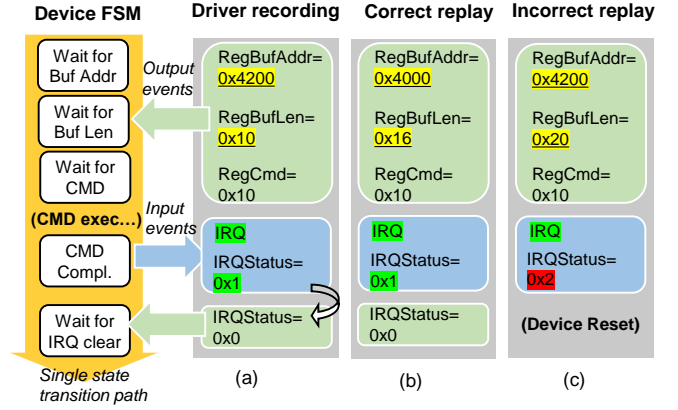 Device FSM
Wait for
Buf Addr
Wait for
Buf Len
Wait for
CMD
(CMD exec...)
CMD
Compl.
Wait for
IRQ clear
Single state
transition path
Output
events
Input
events
Driver recording
RegBufAddr=
0x4200
RegBufLen=
0x10
RegCmd=
0x10
IRQ
IRQStatus=
0x1
IRQStatus=
0x0
(a)
Correct replay
RegBufAddr=
0x4000
RegBufLen=
0x16
RegCmd=
0x10
IRQ
IRQStatus=
0x1
IRQStatus=
0x0
(b)
Incorrect replay
RegBufAddr=
0x4200
RegBufLen=
0x20
RegCmd=
0x10
IRQ
IRQStatus=
0x2
(Device Reset)
(c)